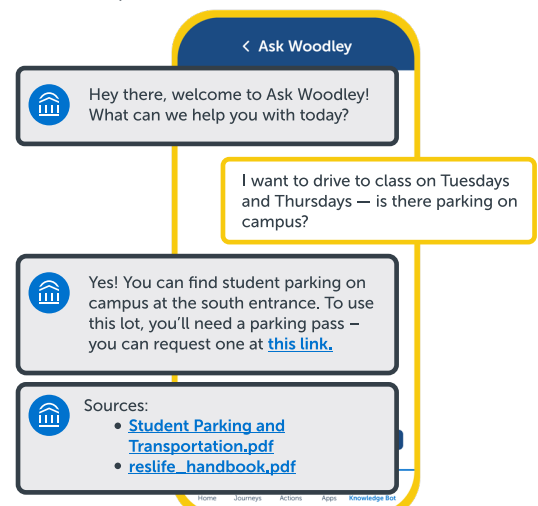 < Ask Woodley
Hey there, welcome to Ask Woodley!
What can we help you with today?
I want to drive to class on Tuesdays
and Thursdays — is there parking on
campus?
Yes! You can find student parking on
campus at the south entrance. To use
this lot, you’ll need a parking pass –
you can request one at this link.
Sources:
• Student Parking and
Transportation.pdf
• reslife_handbook.pdf
Home Journeys Actions Apps Knowledge Bot